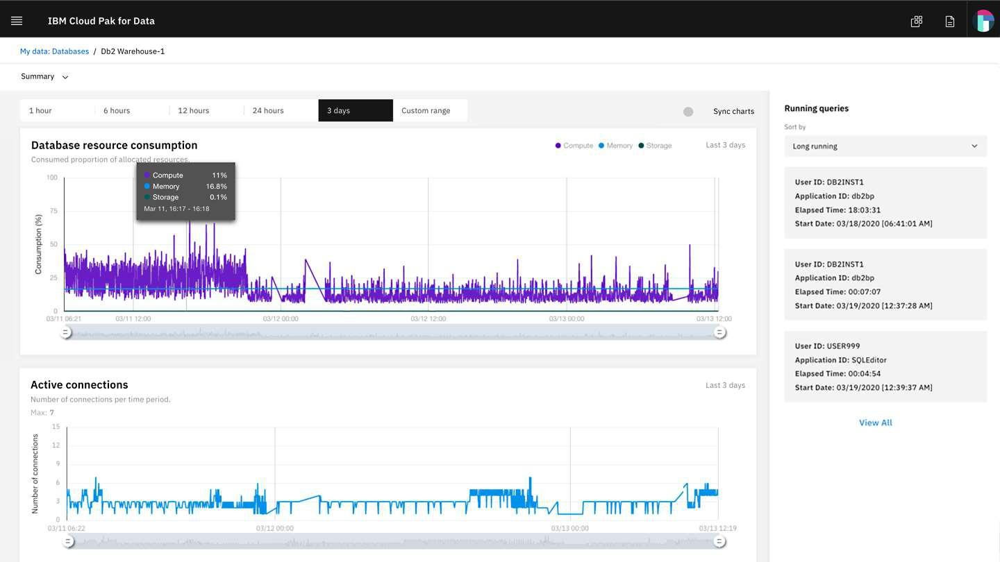 IBM Cloud Pak for Data
My data: Databases / Db2 Warehouse-1
Summary
1 hour
6 hours
12 hours
24 hours
3 days
Custom range
Sync charts
Database resource consumption
Compute Memory Storage
Last 3 days
Consumed proportion of allocated resources.
Compute 11%
Memory 16.8%
Storage 0.1%
Mar 11, 16:17 - 16:18
Consumption (%)
100
75
50
25
0
03/11 06:21
03/11 12:00
03/12 00:00
03/12 12:00
03/13 00:00
03/13 12:00
Active connections
Last 3 days
Number of connections per time period.
Max: 7
Number of connections
15
12
9
6
3
0
03/11 06:22
03/12 00:00
03/13 00:00
03/13 12:19
Running queries
Sort by
Long running
User ID: DB2INST1
Application ID: db2bp
Elapsed Time: 18:03:31
Start Date: 03/18/2020 [06:41:01 AM]
User ID: DB2INST1
Application ID: db2bp
Elapsed Time: 00:07:07
Start Date: 03/19/2020 [12:37:28 AM]
User ID: USER999
Application ID: SQLEditor
Elapsed Time: 00:04:54
Start Date: 03/19/2020 [12:39:37 AM]
View All